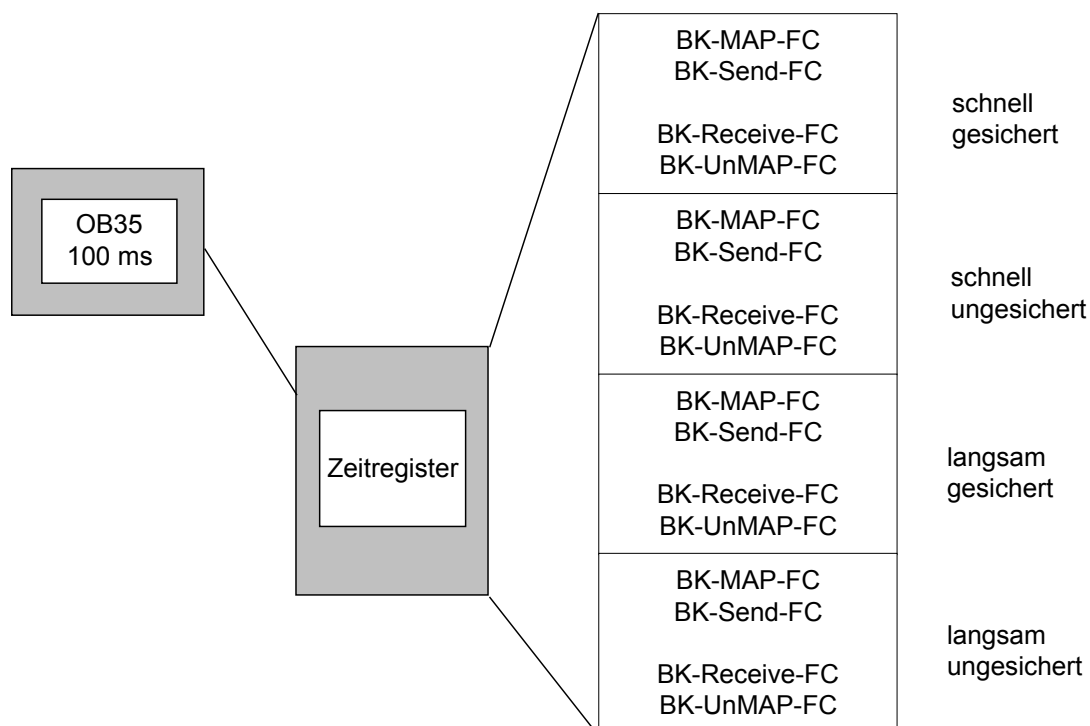 OB35
100 ms
Zeitregister
BK-MAP-FC
BK-Send-FC
BK-Receive-FC
BK-UnMAP-FC
schnell
gesichert
BK-MAP-FC
BK-Send-FC
BK-Receive-FC
BK-UnMAP-FC
schnell
ungesichert
BK-MAP-FC
BK-Send-FC
BK-Receive-FC
BK-UnMAP-FC
langsam
gesichert
BK-MAP-FC
BK-Send-FC
BK-Receive-FC
BK-UnMAP-FC
langsam
ungesichert